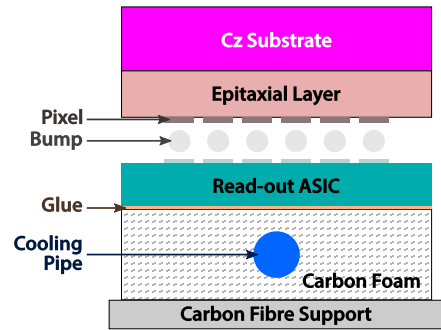 Cz Substrate
Epitaxial Layer
Pixel
Bump
Read-out ASIC
Glue
Cooling
Pipe
Carbon Foam
Carbon Fibre Support